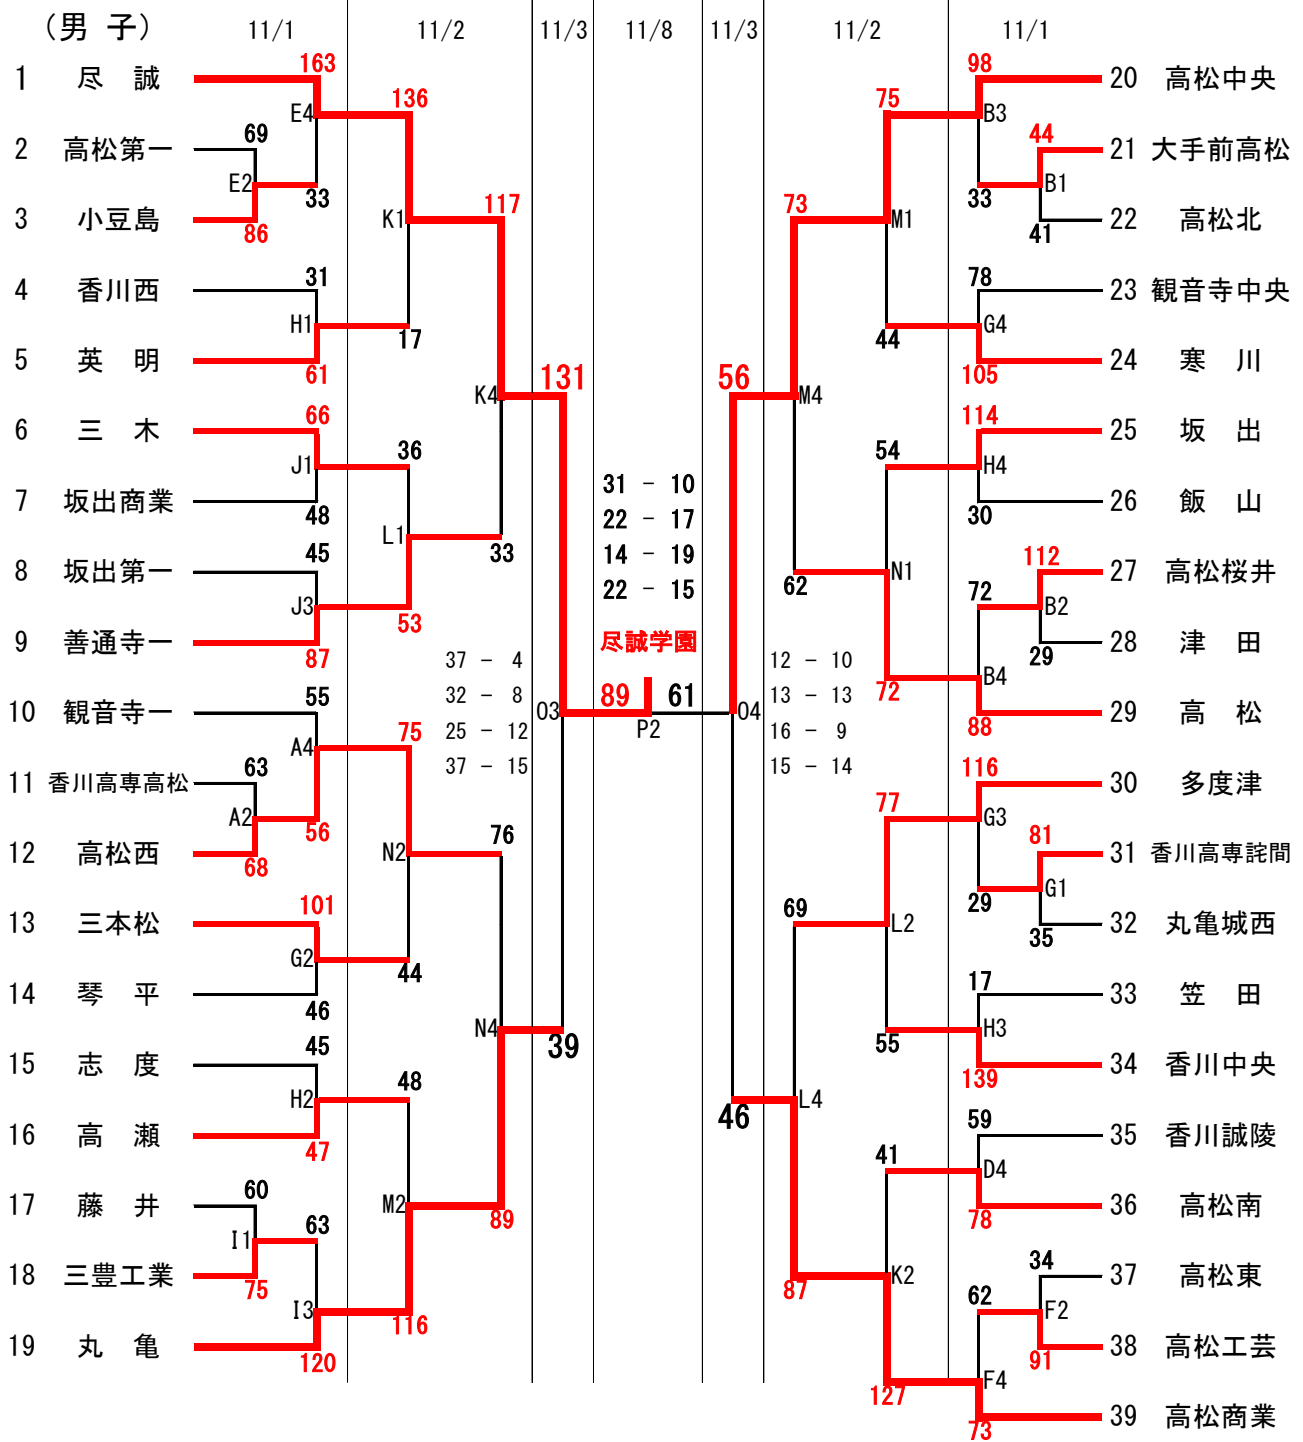 (男 子)
11/1 11/2 11/3 11/8 11/3 11/2 11/1
1 尽 誠
2 高松第一
3 小豆島
4 香川西
5 英 明
6 三 木
7 坂出商業
8 坂出第一
9 善通寺一
10 観音寺一
11 香川高専高松
12 高松西
13 三本松
14 琴 平
15 志 度
16 高 瀬
17 藤 井
18 三豊工業
19 丸 亀
163
E4
69
E2
33
86
31
H1
61
66
J1
48
45
J3
87
55
A4
63
A2
56
68
101
G2
46
45
H2
47
60
I1
63
75
I3
120
136
K1
17
36
L1
53
75
N2
44
48
M2
116
117
K4
33
76
N4
89
131
O3
39
37 - 4
32 - 8
25 - 12
37 - 15
31 - 10
22 - 17
14 - 19
22 - 15
尽誠学園
89 61
P2
56
O4
46
12 - 10
13 - 13
16 - 9
15 - 14
73
M4
62
69
L4
87
75
M1
44
54
N1
72
77
L2
55
41
K2
127
98
B3
44
B1
33
41
78
G4
105
114
H4
30
112
72
B2
29
B4
88
116
G3
81
G1
29
35
17
H3
139
59
D4
78
34
62
F2
91
F4
73
20 高松中央
21 大手前高松
22 高松北
23 観音寺中央
24 寒 川
25 坂 出
26 飯 山
27 高松桜井
28 津 田
29 高 松
30 多度津
31 香川高専詫間
32 丸亀城西
33 笠 田
34 香川中央
35 香川誠陵
36 高松南
37 高松東
38 高松工芸
39 高松商業